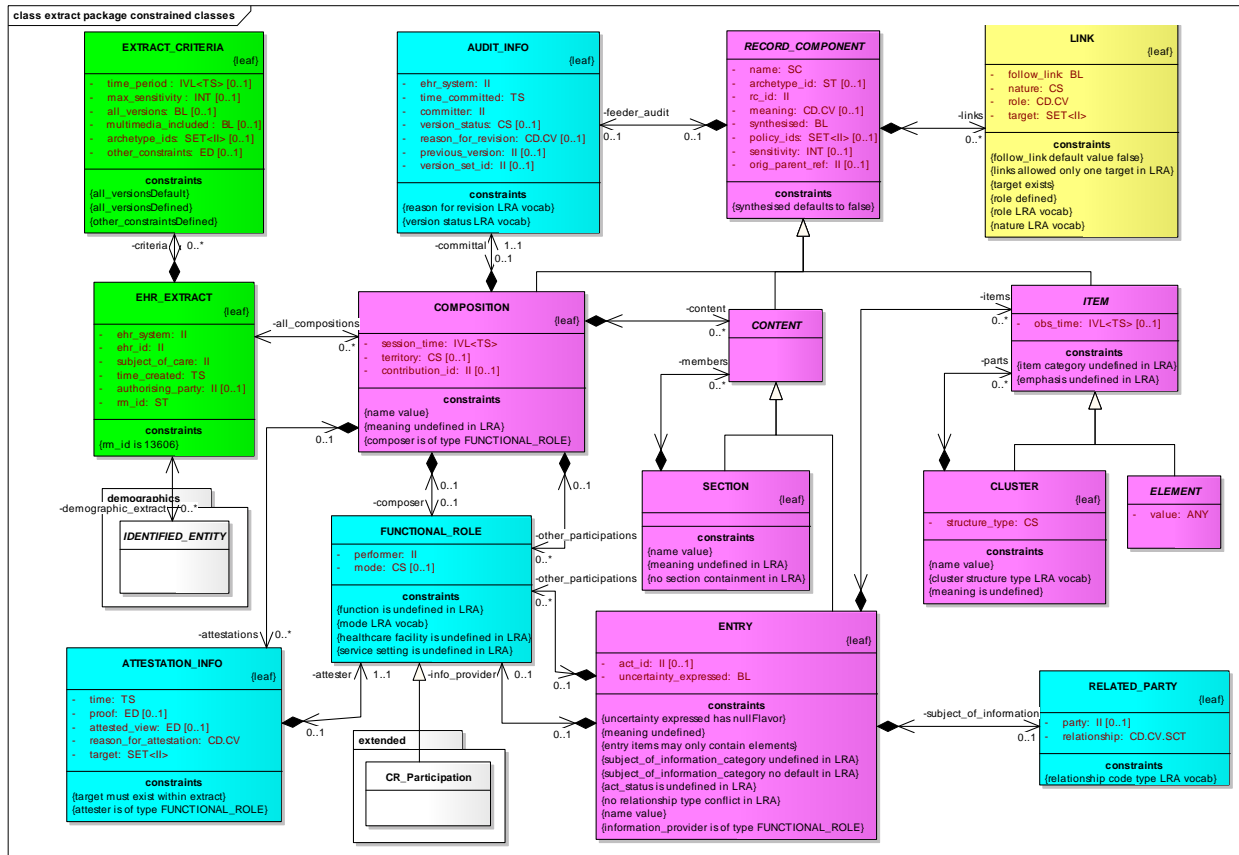 class extract package constrained classes
EXTRACT_CRITERIA
{leaf}
- time_period : IVL<TS> [0..1]
- max_sensitivity: INT [0..1]
- all_versions: BL [0..1]
- multimedia_included : BL [0..1]
- archetype_ids: SET<II> [0..1]
- other_constraints: ED [0..1]
constraints
{all_versionsDefault}
{all_versionsDefined}
{other_constraintsDefined}
AUDIT_INFO
{leaf}
- ehr_system: II
- time_committed: TS
- committer: II
- version_status: CS [0..1]
- reason_for_revision: CD.CV [0..1]
- previous_version: II [0..1]
- version_set_id: II [0..1]
constraints
{reason for revision LRA vocab}
{version status LRA vocab}
-feeder_audit
0..1
0..1
RECORD_COMPONENT
- name: SC
- archetype_id: ST [0..1]
- rc_id: II
- meaning: CD.CV [0..1]
- synthesised: BL
- policy_ids: SET<II> [0..1]
- sensitivity: INT [0..1]
- orig_parent_ref: II [0..1]
constraints
{synthesised defaults to false}
-links
0..*
LINK
{leaf}
- follow_link: BL
- nature: CS
- role: CD.CV
- target: SET<II>
constraints
{follow_link default value false}
{links allowed only one target in LRA}
{target exists}
{role defined}
{role LRA vocab}
{nature LRA vocab}
-criteria
0..*
-committal
1..1
0..1
EHR_EXTRACT
{leaf}
- ehr_system: II
- ehr_id: II
- subject_of_care: II
- time_created: TS
- authorising_party: II [0..1]
- rm_id: ST
constraints
{rm_id is 13606}
-all_compositions
0..*
COMPOSITION
{leaf}
- session_time: IVL<TS>
- territory: CS [0..1]
- contribution_id: II [0..1]
constraints
{name value}
{meaning undefined in LRA}
{composer is of type FUNCTIONAL_ROLE}
-content
0..*
CONTENT
-members
0..*
-items
0..*
ITEM
- obs_time: IVL<TS> [0..1]
constraints
{item category undefined in LRA}
{emphasis undefined in LRA}
-parts
0..*
0..1
0..1
0..1
-composer
0..1
demographics
-demographic_extract
0..*
IDENTIFIED_ENTITY
SECTION
{leaf}
constraints
{name value}
{meaning undefined in LRA}
{no section containment in LRA}
CLUSTER
{leaf}
- structure_type: CS
constraints
{name value}
{cluster structure type LRA vocab}
{meaning is undefined}
ELEMENT
- value: ANY
FUNCTIONAL_ROLE
{leaf}
- performer: II
- mode: CS [0..1]
constraints
{function is undefined in LRA}
{mode LRA vocab}
{healthcare facility is undefined in LRA}
{service setting is undefined in LRA}
-other_participations
0..*
-other_participations
0..*
0..1
-attestations
0..*
ATTESTATION_INFO
{leaf}
- time: TS
- proof: ED [0..1]
- attested_view: ED [0..1]
- reason_for_attestation: CD.CV
- target: SET<II>
constraints
{target must exist within extract}
{attester is of type FUNCTIONAL_ROLE}
-attester
1..1
0..1
-info_provider
0..1
0..1
extended
CR_Participation
ENTRY
{leaf}
- act_id: II [0..1]
- uncertainty_expressed: BL
constraints
{uncertainty expressed has nullFlavor}
{meaning undefined}
{entry items may only contain elements}
{subject_of_information_category undefined in LRA}
{subject_of_information_category no default in LRA}
{act_status is undefined in LRA}
{no relationship type conflict in LRA}
{name value}
{information_provider is of type FUNCTIONAL_ROLE}
-subject_of_information
0..1
RELATED_PARTY
{leaf}
- party: II [0..1]
- relationship: CD.CV.SCT
constraints
{relationship code type LRA vocab}